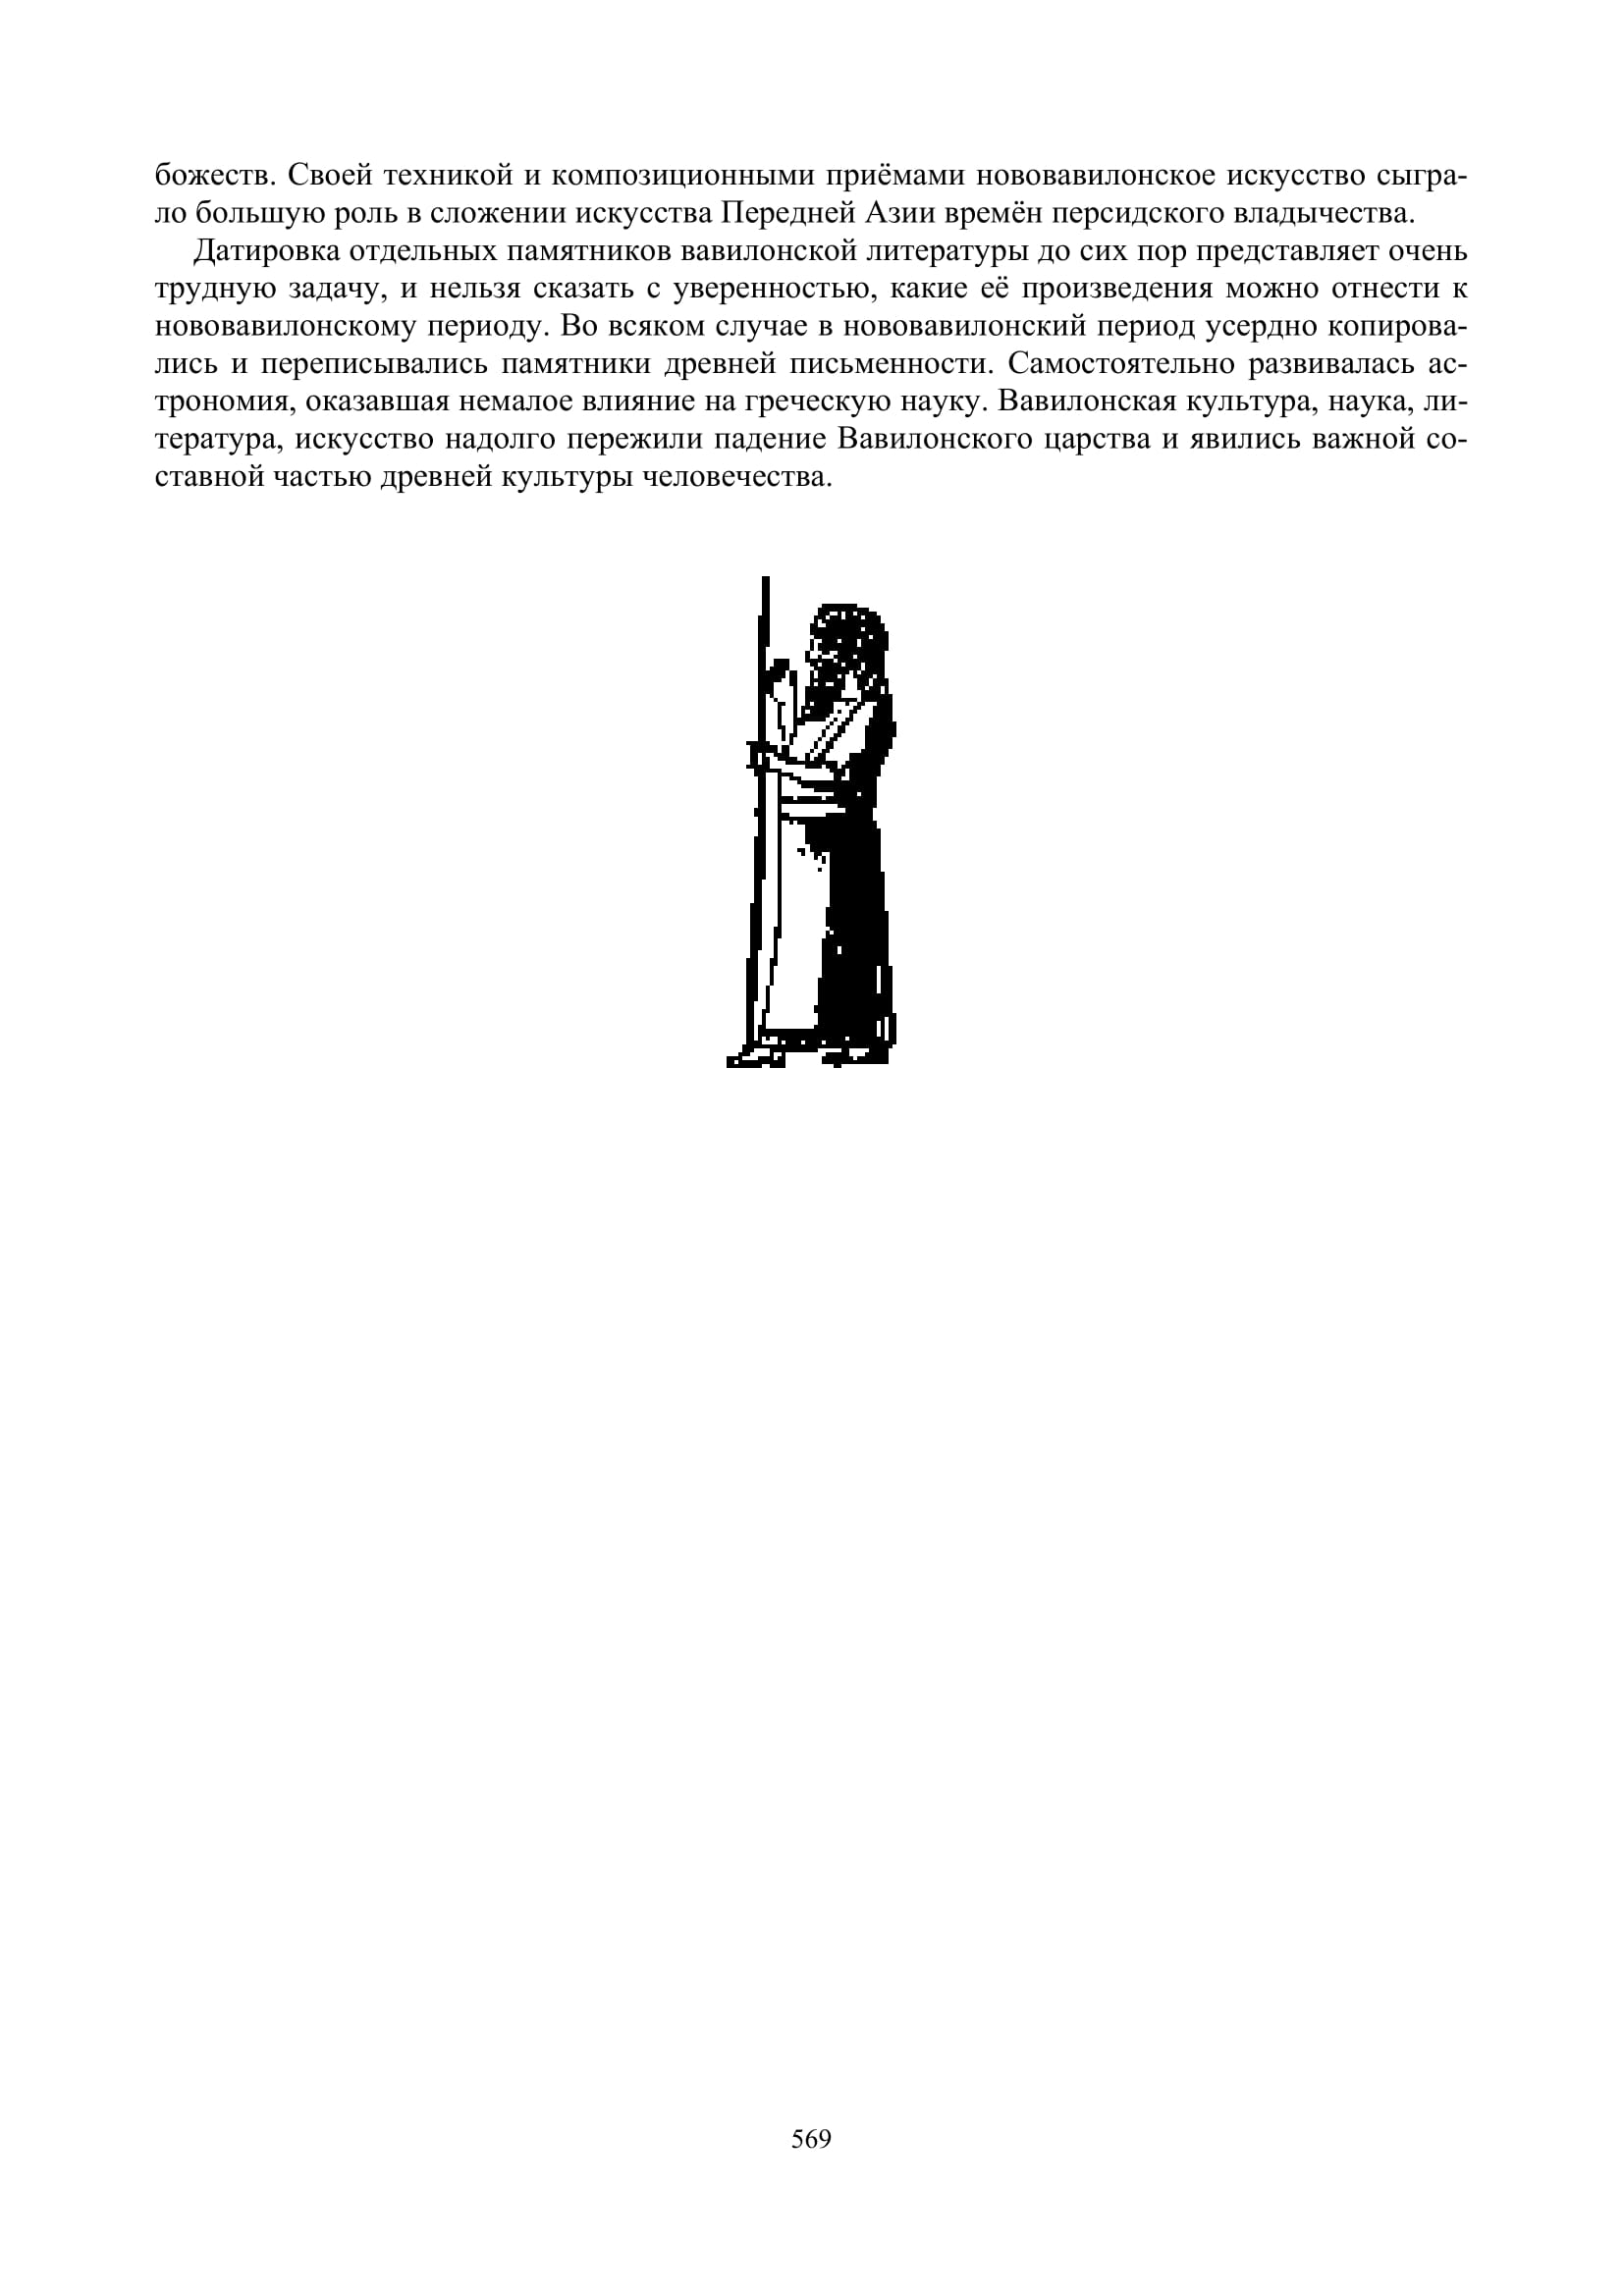 божеств. Своей техникой и композиционными приёмами нововавилонское искусство сыгра-
ло большую роль в сложении искусства Передней Азии времён персидского владычества.
Датировка отдельных памятников вавилонской литературы до сих пор представляет очень
трудную задачу, и нельзя сказать с уверенностью, какие её произведения можно отнести к
нововавилонскому периоду. Во всяком случае в нововавилонский период усердно копирова-
лись и переписывались памятники древней письменности. Самостоятельно развивалась ас-
трономия, оказавшая немалое влияние на греческую науку. Вавилонская культура, наука, ли-
тература, искусство надолго пережили падение Вавилонского царства и явились важной со-
ставной частью древней культуры человечества.
569